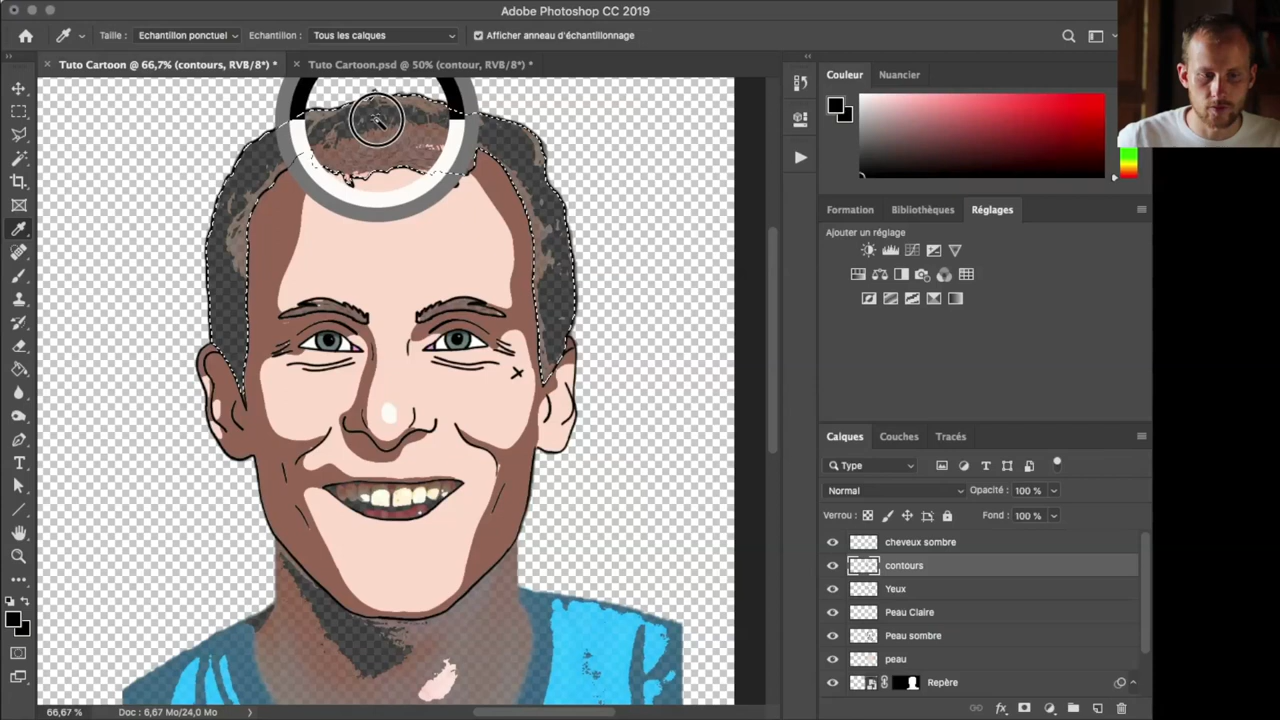 Adobe Photoshop CC 2019
Taille : Echantillon ponctuel Echantillon : Tous les calques Afficher anneau d'échantillonnage
Tuto Cartoon @ 66,7% (contours, RVB/8*) * Tuto Cartoon.psd @ 50% (contour, RVB/8*) *
Couleur Nuancier
Formation Bibliothèques Réglages
Ajouter un réglage
Calques Couches Tracés
Type
Normal Opacité : 100 %
Verrou : Fond : 100 %
cheveux sombre
contours
Yeux
Peau Claire
Peau sombre
peau
Repère
66,67 % Doc : 6,67 Mo/24,0 Mo